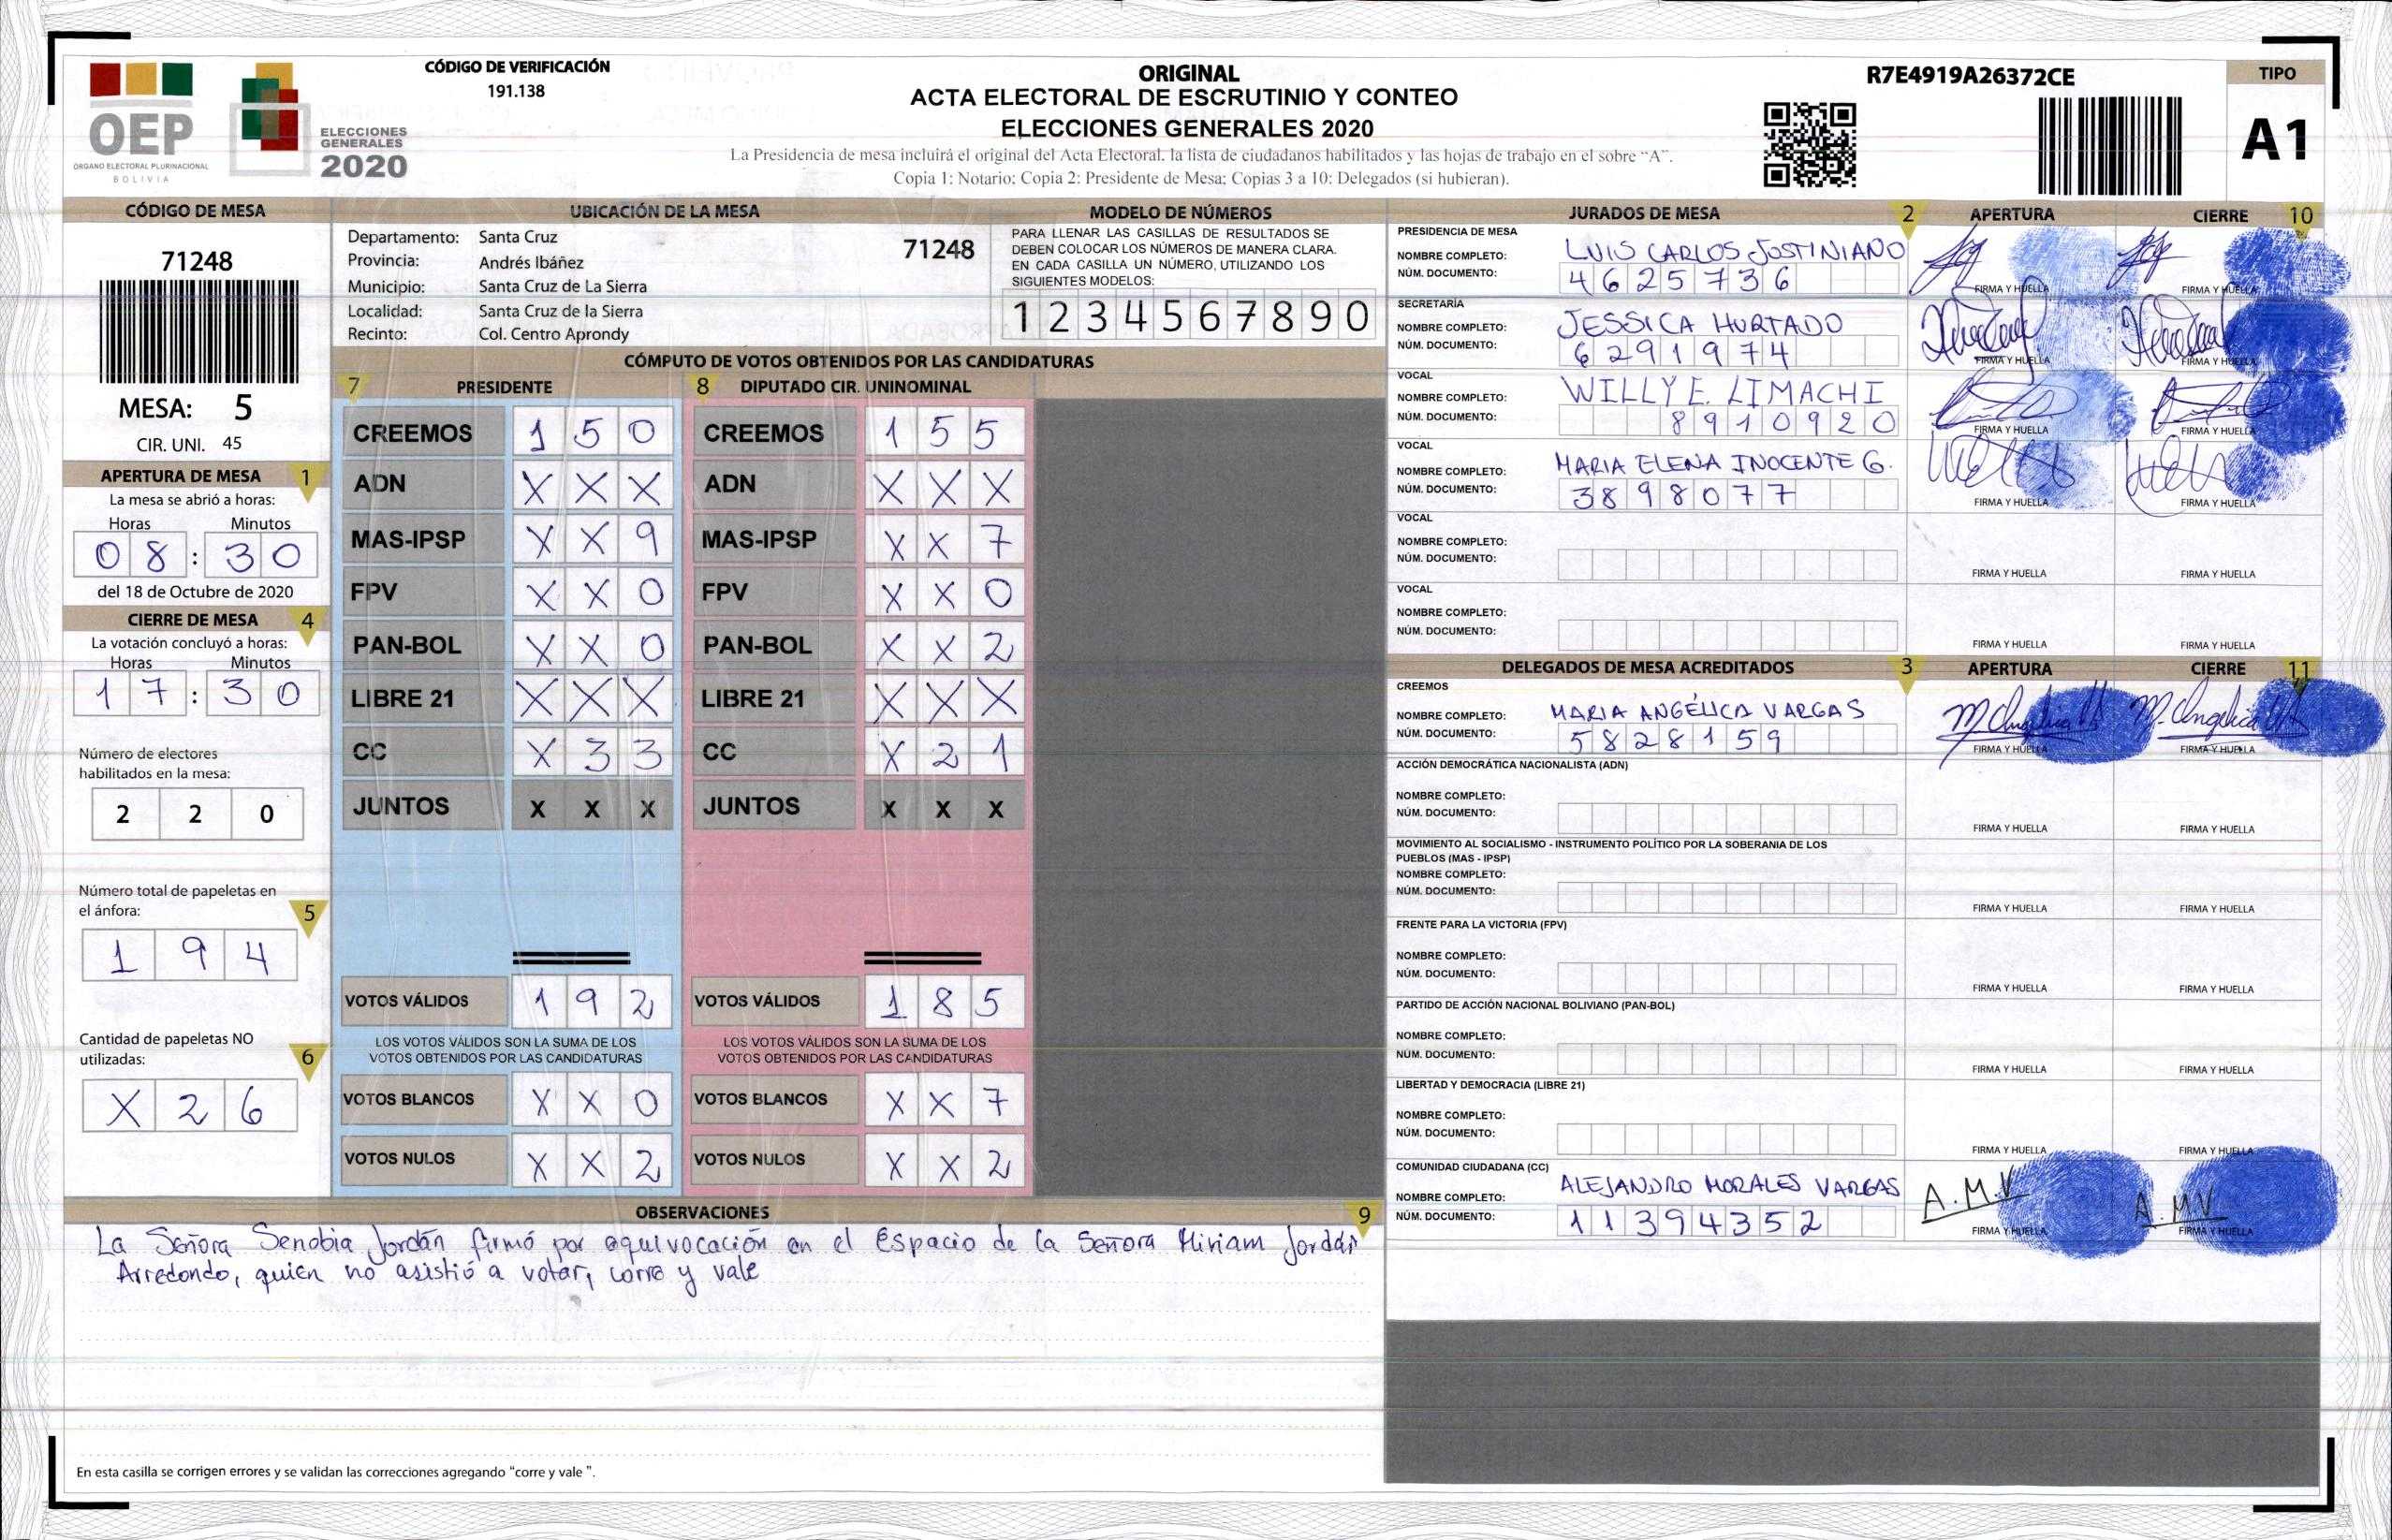 OEP
ÓRGANO ELECTORAL PLURINACIONAL
BOLIVIA
ELECCIONES
GENERALES
2020
CÓDIGO DE VERIFICACIÓN
191.138
ORIGINAL
ACTA ELECTORAL DE ESCRUTINIO Y CONTEO
ELECCIONES GENERALES 2020
La Presidencia de mesa incluirá el original del Acta Electoral, la lista de ciudadanos habilitados y las hojas de trabajo en el sobre "A".
Copia 1: Notario; Copia 2: Presidente de Mesa; Copias 3 a 10: Delegados (si hubieran).
R7E4919A26372CE
TIPO
A1
CÓDIGO DE MESA
71248
MESA: 5
CIR. UNI. 45
APERTURA DE MESA 1
La mesa se abrió a horas:
Horas Minutos
08:30
del 18 de Octubre de 2020
CIERRE DE MESA 4
La votación concluyó a horas:
Horas Minutos
17:30
Número de electores
habilitados en la mesa:
2 2 0
Número total de papeletas en
el ánfora:
5
1 9 4
Cantidad de papeletas NO
utilizadas:
6
X 2 6
UBICACIÓN DE LA MESA
Departamento: Santa Cruz
71248
Provincia: Andrés Ibáñez
Municipio: Santa Cruz de La Sierra
Localidad: Santa Cruz de la Sierra
Recinto: Col. Centro Aprondy
MODELO DE NÚMEROS
PARA LLENAR LAS CASILLAS DE RESULTADOS SE
DEBEN COLOCAR LOS NÚMEROS DE MANERA CLARA.
EN CADA CASILLA UN NÚMERO, UTILIZANDO LOS
SIGUIENTES MODELOS:
1 2 3 4 5 6 7 8 9 0
CÓMPUTO DE VOTOS OBTENIDOS POR LAS CANDIDATURAS
7 PRESIDENTE 8 DIPUTADO CIR. UNINOMINAL
CREEMOS 1 5 0 CREEMOS 1 5 5
ADN X X X ADN X X X
MAS-IPSP X X 9 MAS-IPSP X X 7
FPV X X 0 FPV X X 0
PAN-BOL X X 0 PAN-BOL X X 2
LIBRE 21 X X X LIBRE 21 X X X
CC X 3 3 CC X 2 1
JUNTOS X X X JUNTOS X X X
VOTOS VÁLIDOS 1 9 2 VOTOS VÁLIDOS 1 8 5
LOS VOTOS VÁLIDOS SON LA SUMA DE LOS LOS VOTOS VÁLIDOS SON LA SUMA DE LOS
VOTOS OBTENIDOS POR LAS CANDIDATURAS VOTOS OBTENIDOS POR LAS CANDIDATURAS
VOTOS BLANCOS X X 0 VOTOS BLANCOS X X 7
VOTOS NULOS X X 2 VOTOS NULOS X X 2
OBSERVACIONES 9
La Señora Senobia Jordán firmó por equivocación en el Espacio de la Señora Miriam Jordán
Arredondo, quien no asistió a votar, corre y vale
En esta casilla se corrigen errores y se validan las correcciones agregando "corre y vale ".
JURADOS DE MESA 2 APERTURA CIERRE 10
PRESIDENCIA DE MESA
NOMBRE COMPLETO: LUIS CARLOS JUSTINIANO
NÚM. DOCUMENTO: 4625736
FIRMA Y HUELLA FIRMA Y HUELLA
SECRETARÍA
NOMBRE COMPLETO: JESSICA HURTADO
NÚM. DOCUMENTO: 6291974
FIRMA Y HUELLA FIRMA Y HUELLA
VOCAL
NOMBRE COMPLETO: WILLY E. LIMACHI
NÚM. DOCUMENTO: 8910920
FIRMA Y HUELLA FIRMA Y HUELLA
VOCAL
NOMBRE COMPLETO: MARIA ELENA INOCENTE G.
NÚM. DOCUMENTO: 3898077
FIRMA Y HUELLA FIRMA Y HUELLA
VOCAL
NOMBRE COMPLETO:
NÚM. DOCUMENTO:
FIRMA Y HUELLA FIRMA Y HUELLA
VOCAL
NOMBRE COMPLETO:
NÚM. DOCUMENTO:
FIRMA Y HUELLA FIRMA Y HUELLA
DELEGADOS DE MESA ACREDITADOS 3 APERTURA CIERRE 11
CREEMOS
NOMBRE COMPLETO: MARIA ANGÉLICA VARGAS
NÚM. DOCUMENTO: 5828159
FIRMA Y HUELLA FIRMA Y HUELLA
ACCIÓN DEMOCRÁTICA NACIONALISTA (ADN)
NOMBRE COMPLETO:
NÚM. DOCUMENTO:
FIRMA Y HUELLA FIRMA Y HUELLA
MOVIMIENTO AL SOCIALISMO - INSTRUMENTO POLÍTICO POR LA SOBERANIA DE LOS
PUEBLOS (MAS - IPSP)
NOMBRE COMPLETO:
NÚM. DOCUMENTO:
FIRMA Y HUELLA FIRMA Y HUELLA
FRENTE PARA LA VICTORIA (FPV)
NOMBRE COMPLETO:
NÚM. DOCUMENTO:
FIRMA Y HUELLA FIRMA Y HUELLA
PARTIDO DE ACCIÓN NACIONAL BOLIVIANO (PAN-BOL)
NOMBRE COMPLETO:
NÚM. DOCUMENTO:
FIRMA Y HUELLA FIRMA Y HUELLA
LIBERTAD Y DEMOCRACIA (LIBRE 21)
NOMBRE COMPLETO:
NÚM. DOCUMENTO:
FIRMA Y HUELLA FIRMA Y HUELLA
COMUNIDAD CIUDADANA (CC)
NOMBRE COMPLETO: ALEJANDRO MORALES VARGAS
NÚM. DOCUMENTO: 11394352
A.M.V A.MV
FIRMA Y HUELLA FIRMA Y HUELLA